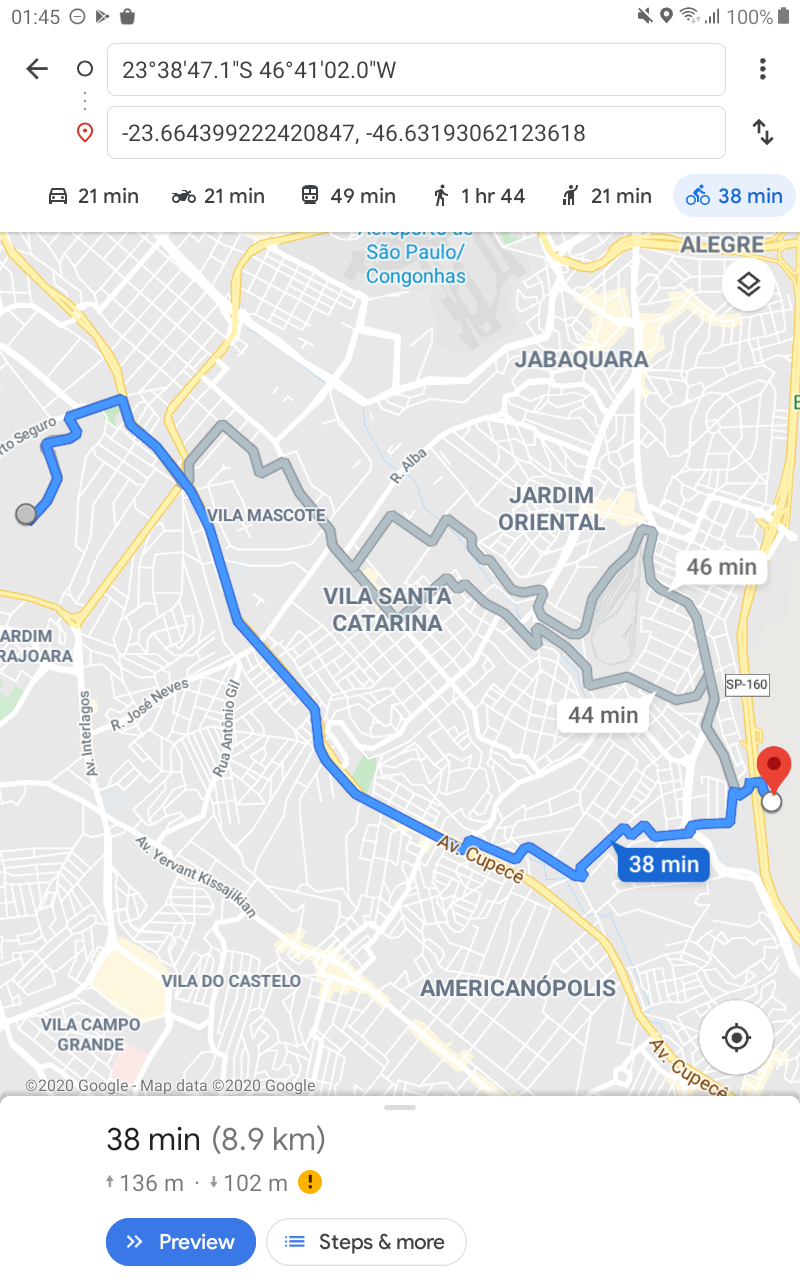 01:45 100%
23°38'47.1"S 46°41'02.0"W
-23.664399222420847, -46.63193062123618
21 min 21 min 49 min 1 hr 44 21 min 38 min
Aeroporto de
São Paulo/
Congonhas
ALEGRE
JABAQUARA
rto Seguro
R. Alba
JARDIM
ORIENTAL
VILA MASCOTE
46 min
VILA SANTA
CATARINA
ARDIM
RAJOARA
SP-160
R. José Neves
Rua Antônio Gil
Av. Interlagos
44 min
Av. Cupecê
38 min
Av. Yervant Kissajikian
VILA DO CASTELO
AMERICANÓPOLIS
VILA CAMPO
GRANDE
Av. Cupecê
©2020 Google - Map data ©2020 Google
38 min (8.9 km)
136 m · 102 m
Preview Steps & more